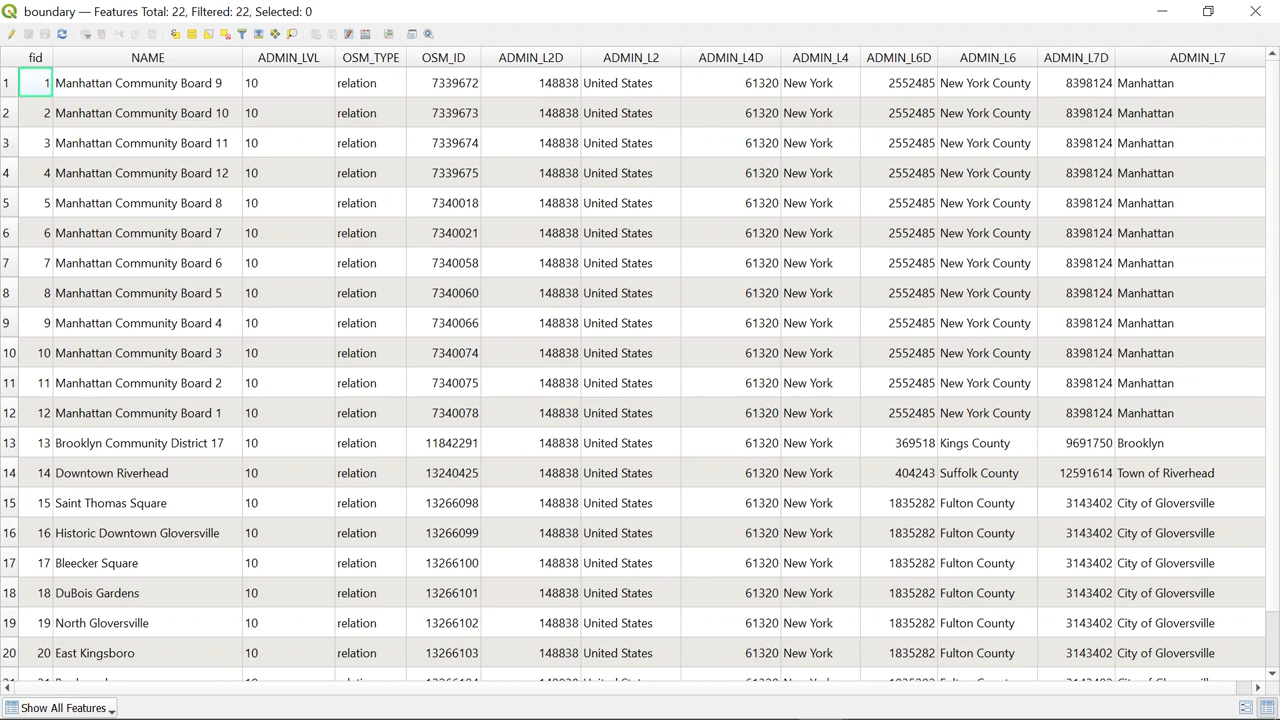 boundary — Features Total: 22, Filtered: 22, Selected: 0
fid NAME ADMIN_LVL OSM_TYPE OSM_ID ADMIN_L2D ADMIN_L2 ADMIN_L4D ADMIN_L4 ADMIN_L6D ADMIN_L6 ADMIN_L7D ADMIN_L7
1 1 Manhattan Community Board 9 10 relation 7339672 148838 United States 61320 New York 2552485 New York County 8398124 Manhattan
2 2 Manhattan Community Board 10 10 relation 7339673 148838 United States 61320 New York 2552485 New York County 8398124 Manhattan
3 3 Manhattan Community Board 11 10 relation 7339674 148838 United States 61320 New York 2552485 New York County 8398124 Manhattan
4 4 Manhattan Community Board 12 10 relation 7339675 148838 United States 61320 New York 2552485 New York County 8398124 Manhattan
5 5 Manhattan Community Board 8 10 relation 7340018 148838 United States 61320 New York 2552485 New York County 8398124 Manhattan
6 6 Manhattan Community Board 7 10 relation 7340021 148838 United States 61320 New York 2552485 New York County 8398124 Manhattan
7 7 Manhattan Community Board 6 10 relation 7340058 148838 United States 61320 New York 2552485 New York County 8398124 Manhattan
8 8 Manhattan Community Board 5 10 relation 7340060 148838 United States 61320 New York 2552485 New York County 8398124 Manhattan
9 9 Manhattan Community Board 4 10 relation 7340066 148838 United States 61320 New York 2552485 New York County 8398124 Manhattan
10 10 Manhattan Community Board 3 10 relation 7340074 148838 United States 61320 New York 2552485 New York County 8398124 Manhattan
11 11 Manhattan Community Board 2 10 relation 7340075 148838 United States 61320 New York 2552485 New York County 8398124 Manhattan
12 12 Manhattan Community Board 1 10 relation 7340078 148838 United States 61320 New York 2552485 New York County 8398124 Manhattan
13 13 Brooklyn Community District 17 10 relation 11842291 148838 United States 61320 New York 369518 Kings County 9691750 Brooklyn
14 14 Downtown Riverhead 10 relation 13240425 148838 United States 61320 New York 404243 Suffolk County 12591614 Town of Riverhead
15 15 Saint Thomas Square 10 relation 13266098 148838 United States 61320 New York 1835282 Fulton County 3143402 City of Gloversville
16 16 Historic Downtown Gloversville 10 relation 13266099 148838 United States 61320 New York 1835282 Fulton County 3143402 City of Gloversville
17 17 Bleecker Square 10 relation 13266100 148838 United States 61320 New York 1835282 Fulton County 3143402 City of Gloversville
18 18 DuBois Gardens 10 relation 13266101 148838 United States 61320 New York 1835282 Fulton County 3143402 City of Gloversville
19 19 North Gloversville 10 relation 13266102 148838 United States 61320 New York 1835282 Fulton County 3143402 City of Gloversville
20 20 East Kingsboro 10 relation 13266103 148838 United States 61320 New York 1835282 Fulton County 3143402 City of Gloversville
Show All Features